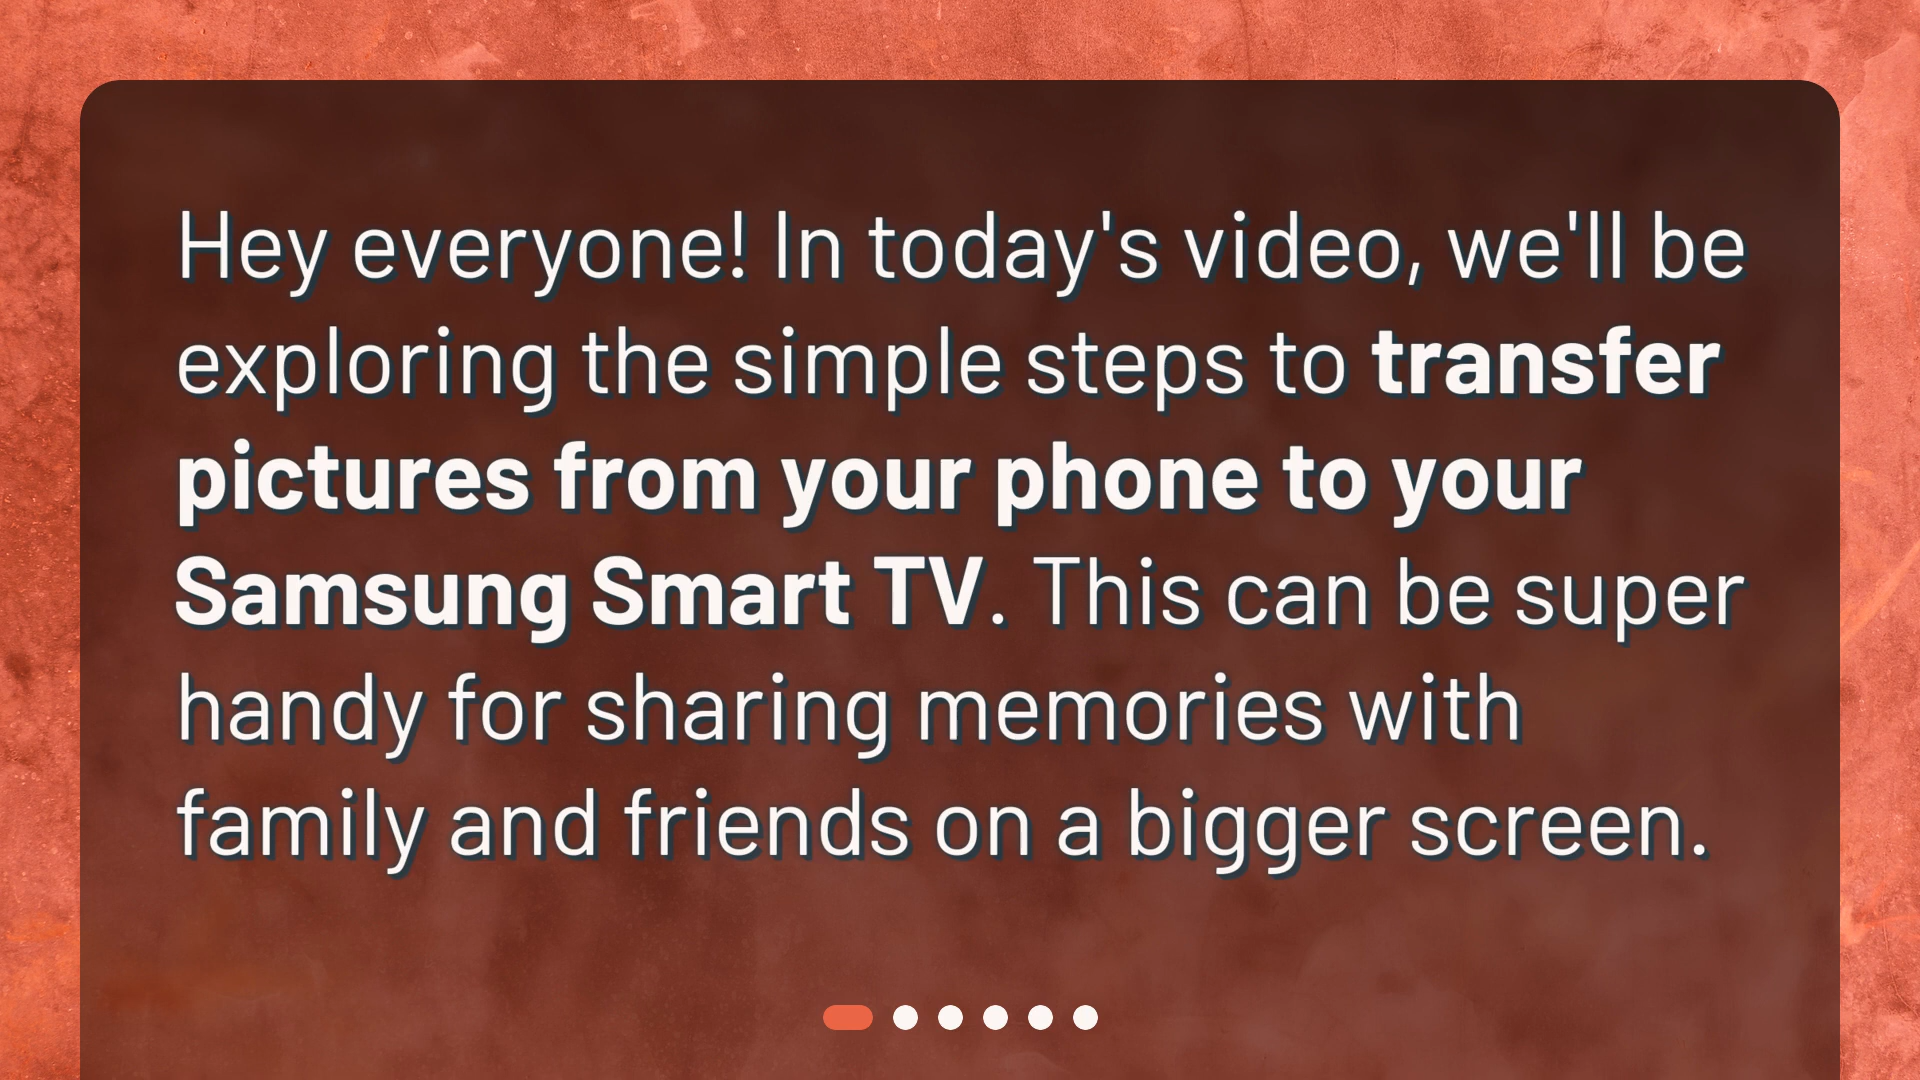 Hey everyone! In today's video, we'll be
exploring the simple steps to transfer
pictures from your phone to your
Samsung Smart TV. This can be super
handy for sharing memories with
family and friends on a bigger screen.